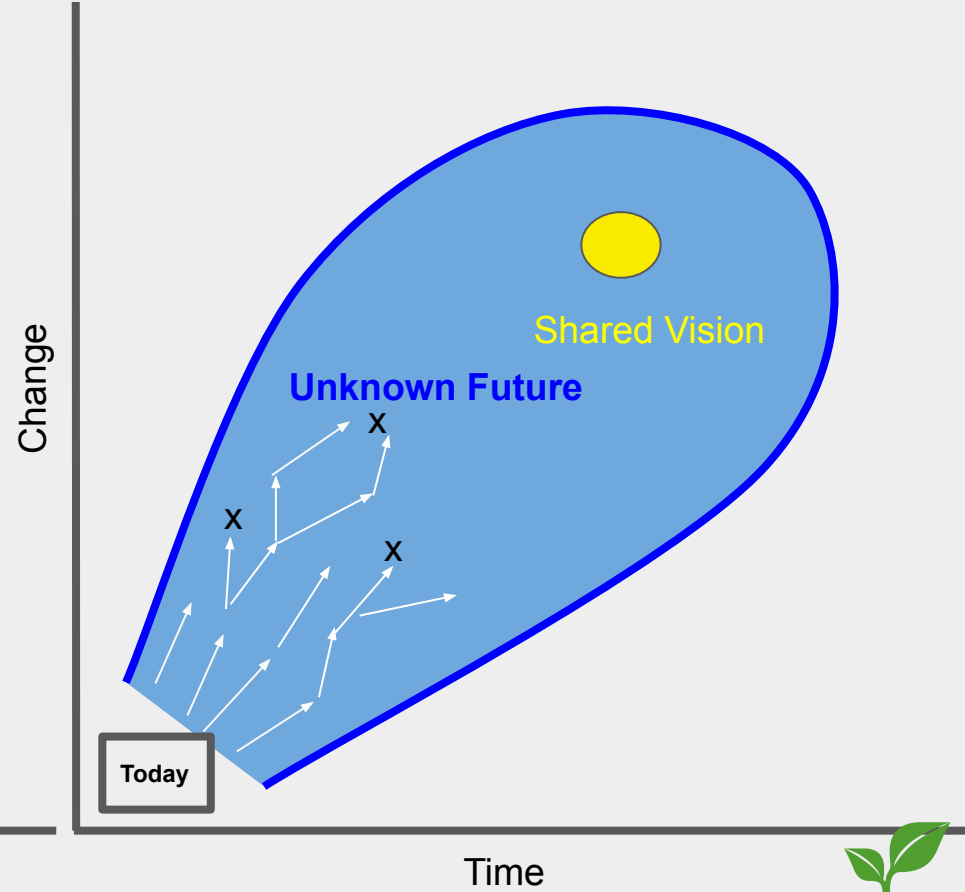 Change
Shared Vision
Unknown Future
x
x
x
Today
Time